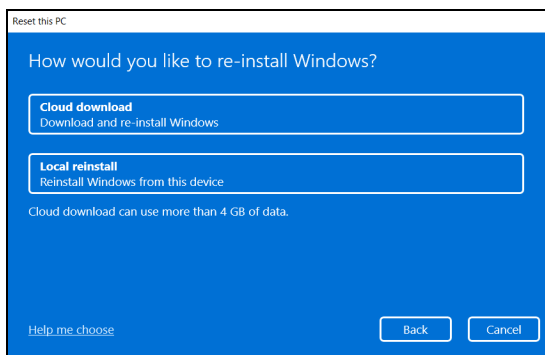 Reset this PC
How would you like to re-install Windows?
Cloud download
Download and re-install Windows
Local reinstall
Reinstall Windows from this device
Cloud download can use more than 4 GB of data.
Help me choose
Back
Cancel